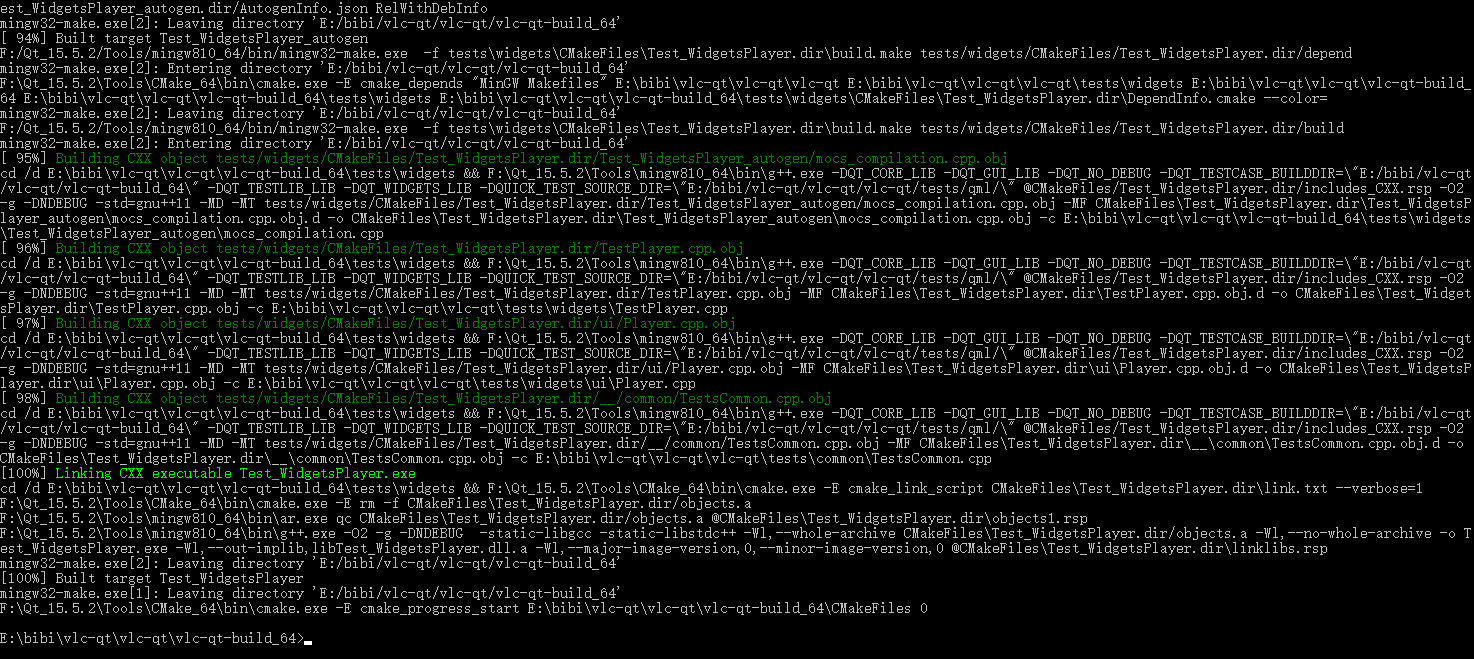 est_WidgetsPlayer_autogen.dir/AutogenInfo.json RelWithDebInfo
mingw32-make.exe[2]: Leaving directory 'E:/bibi/vlc-qt/vlc-qt/vlc-qt-build_64'
[ 94%] Built target Test_WidgetsPlayer_autogen
F:/Qt_15.5.2/Tools/mingw810_64/bin/mingw32-make.exe  -f tests\widgets\CMakeFiles\Test_WidgetsPlayer.dir\build.make tests/widgets/CMakeFiles/Test_WidgetsPlayer.dir/depend
mingw32-make.exe[2]: Entering directory 'E:/bibi/vlc-qt/vlc-qt/vlc-qt-build_64'
F:\Qt_15.5.2\Tools\CMake_64\bin\cmake.exe -E cmake_depends "MinGW Makefiles" E:\bibi\vlc-qt\vlc-qt\vlc-qt E:\bibi\vlc-qt\vlc-qt\vlc-qt\tests\widgets E:\bibi\vlc-qt\vlc-qt\vlc-qt-build_
64 E:\bibi\vlc-qt\vlc-qt\vlc-qt-build_64\tests\widgets E:\bibi\vlc-qt\vlc-qt\vlc-qt-build_64\tests\widgets\CMakeFiles\Test_WidgetsPlayer.dir\DependInfo.cmake --color=
mingw32-make.exe[2]: Leaving directory 'E:/bibi/vlc-qt/vlc-qt/vlc-qt-build_64'
F:/Qt_15.5.2/Tools/mingw810_64/bin/mingw32-make.exe  -f tests\widgets\CMakeFiles\Test_WidgetsPlayer.dir\build.make tests/widgets/CMakeFiles/Test_WidgetsPlayer.dir/build
mingw32-make.exe[2]: Entering directory 'E:/bibi/vlc-qt/vlc-qt/vlc-qt-build_64'
[ 95%] Building CXX object tests/widgets/CMakeFiles/Test_WidgetsPlayer.dir/Test_WidgetsPlayer_autogen/mocs_compilation.cpp.obj
cd /d E:\bibi\vlc-qt\vlc-qt\vlc-qt-build_64\tests\widgets && F:\Qt_15.5.2\Tools\mingw810_64\bin\g++.exe -DQT_CORE_LIB -DQT_GUI_LIB -DQT_NO_DEBUG -DQT_TESTCASE_BUILDDIR=\"E:/bibi/vlc-qt
/vlc-qt/vlc-qt-build_64\" -DQT_TESTLIB_LIB -DQT_WIDGETS_LIB -DQUICK_TEST_SOURCE_DIR=\"E:/bibi/vlc-qt/vlc-qt/vlc-qt/tests/qml/\" @CMakeFiles/Test_WidgetsPlayer.dir/includes_CXX.rsp -O2
-g -DNDEBUG -std=gnu++11 -MD -MT tests/widgets/CMakeFiles/Test_WidgetsPlayer.dir/Test_WidgetsPlayer_autogen/mocs_compilation.cpp.obj -MF CMakeFiles\Test_WidgetsPlayer.dir\Test_WidgetsP
layer_autogen\mocs_compilation.cpp.obj.d -o CMakeFiles\Test_WidgetsPlayer.dir\Test_WidgetsPlayer_autogen\mocs_compilation.cpp.obj -c E:\bibi\vlc-qt\vlc-qt\vlc-qt-build_64\tests\widgets
\Test_WidgetsPlayer_autogen\mocs_compilation.cpp
[ 96%] Building CXX object tests/widgets/CMakeFiles/Test_WidgetsPlayer.dir/TestPlayer.cpp.obj
cd /d E:\bibi\vlc-qt\vlc-qt\vlc-qt-build_64\tests\widgets && F:\Qt_15.5.2\Tools\mingw810_64\bin\g++.exe -DQT_CORE_LIB -DQT_GUI_LIB -DQT_NO_DEBUG -DQT_TESTCASE_BUILDDIR=\"E:/bibi/vlc-qt
/vlc-qt/vlc-qt-build_64\" -DQT_TESTLIB_LIB -DQT_WIDGETS_LIB -DQUICK_TEST_SOURCE_DIR=\"E:/bibi/vlc-qt/vlc-qt/vlc-qt/tests/qml/\" @CMakeFiles/Test_WidgetsPlayer.dir/includes_CXX.rsp -O2
-g -DNDEBUG -std=gnu++11 -MD -MT tests/widgets/CMakeFiles/Test_WidgetsPlayer.dir/TestPlayer.cpp.obj -MF CMakeFiles\Test_WidgetsPlayer.dir\TestPlayer.cpp.obj.d -o CMakeFiles\Test_Widget
sPlayer.dir\TestPlayer.cpp.obj -c E:\bibi\vlc-qt\vlc-qt\vlc-qt\tests\widgets\TestPlayer.cpp
[ 97%] Building CXX object tests/widgets/CMakeFiles/Test_WidgetsPlayer.dir/ui/Player.cpp.obj
cd /d E:\bibi\vlc-qt\vlc-qt\vlc-qt-build_64\tests\widgets && F:\Qt_15.5.2\Tools\mingw810_64\bin\g++.exe -DQT_CORE_LIB -DQT_GUI_LIB -DQT_NO_DEBUG -DQT_TESTCASE_BUILDDIR=\"E:/bibi/vlc-qt
/vlc-qt/vlc-qt-build_64\" -DQT_TESTLIB_LIB -DQT_WIDGETS_LIB -DQUICK_TEST_SOURCE_DIR=\"E:/bibi/vlc-qt/vlc-qt/vlc-qt/tests/qml/\" @CMakeFiles/Test_WidgetsPlayer.dir/includes_CXX.rsp -O2
-g -DNDEBUG -std=gnu++11 -MD -MT tests/widgets/CMakeFiles/Test_WidgetsPlayer.dir/ui/Player.cpp.obj -MF CMakeFiles\Test_WidgetsPlayer.dir\ui\Player.cpp.obj.d -o CMakeFiles\Test_WidgetsP
layer.dir\ui\Player.cpp.obj -c E:\bibi\vlc-qt\vlc-qt\vlc-qt\tests\widgets\ui\Player.cpp
[ 98%] Building CXX object tests/widgets/CMakeFiles/Test_WidgetsPlayer.dir/__/common/TestsCommon.cpp.obj
cd /d E:\bibi\vlc-qt\vlc-qt\vlc-qt-build_64\tests\widgets && F:\Qt_15.5.2\Tools\mingw810_64\bin\g++.exe -DQT_CORE_LIB -DQT_GUI_LIB -DQT_NO_DEBUG -DQT_TESTCASE_BUILDDIR=\"E:/bibi/vlc-qt
/vlc-qt/vlc-qt-build_64\" -DQT_TESTLIB_LIB -DQT_WIDGETS_LIB -DQUICK_TEST_SOURCE_DIR=\"E:/bibi/vlc-qt/vlc-qt/vlc-qt/tests/qml/\" @CMakeFiles/Test_WidgetsPlayer.dir/includes_CXX.rsp -O2
-g -DNDEBUG -std=gnu++11 -MD -MT tests/widgets/CMakeFiles/Test_WidgetsPlayer.dir/__/common/TestsCommon.cpp.obj -MF CMakeFiles\Test_WidgetsPlayer.dir\__\common\TestsCommon.cpp.obj.d -o
CMakeFiles\Test_WidgetsPlayer.dir\__\common\TestsCommon.cpp.obj -c E:\bibi\vlc-qt\vlc-qt\vlc-qt\tests\common\TestsCommon.cpp
[100%] Linking CXX executable Test_WidgetsPlayer.exe
cd /d E:\bibi\vlc-qt\vlc-qt\vlc-qt-build_64\tests\widgets && F:\Qt_15.5.2\Tools\CMake_64\bin\cmake.exe -E cmake_link_script CMakeFiles\Test_WidgetsPlayer.dir\link.txt --verbose=1
F:\Qt_15.5.2\Tools\CMake_64\bin\cmake.exe -E rm -f CMakeFiles\Test_WidgetsPlayer.dir/objects.a
F:\Qt_15.5.2\Tools\mingw810_64\bin\ar.exe qc CMakeFiles\Test_WidgetsPlayer.dir/objects.a @CMakeFiles\Test_WidgetsPlayer.dir\objects1.rsp
F:\Qt_15.5.2\Tools\mingw810_64\bin\g++.exe -O2 -g -DNDEBUG  -static-libgcc -static-libstdc++ -Wl,--whole-archive CMakeFiles\Test_WidgetsPlayer.dir/objects.a -Wl,--no-whole-archive -o T
est_WidgetsPlayer.exe -Wl,--out-implib,libTest_WidgetsPlayer.dll.a -Wl,--major-image-version,0,--minor-image-version,0 @CMakeFiles\Test_WidgetsPlayer.dir\linklibs.rsp
mingw32-make.exe[2]: Leaving directory 'E:/bibi/vlc-qt/vlc-qt/vlc-qt-build_64'
[100%] Built target Test_WidgetsPlayer
mingw32-make.exe[1]: Leaving directory 'E:/bibi/vlc-qt/vlc-qt/vlc-qt-build_64'
F:\Qt_15.5.2\Tools\CMake_64\bin\cmake.exe -E cmake_progress_start E:\bibi\vlc-qt\vlc-qt\vlc-qt-build_64\CMakeFiles 0
E:\bibi\vlc-qt\vlc-qt\vlc-qt-build_64>